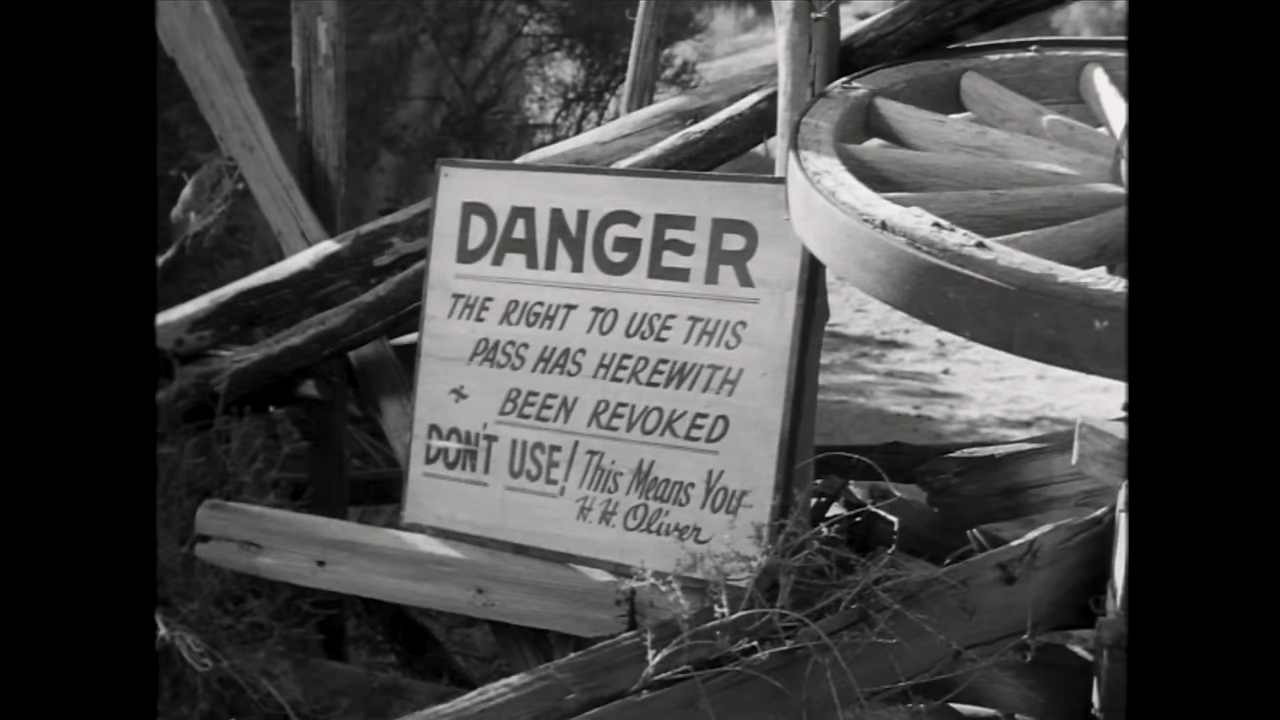 DANGER
THE RIGHT TO USE THIS
PASS HAS HEREWITH
BEEN REVOKED
DON'T USE! This Means You
H. H. Oliver